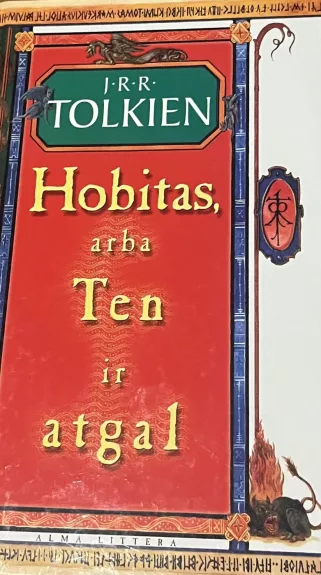 J·R·R·
TOLKIEN
Hobitas,
arba
Ten
ir
atgal
ALMA LITTERA